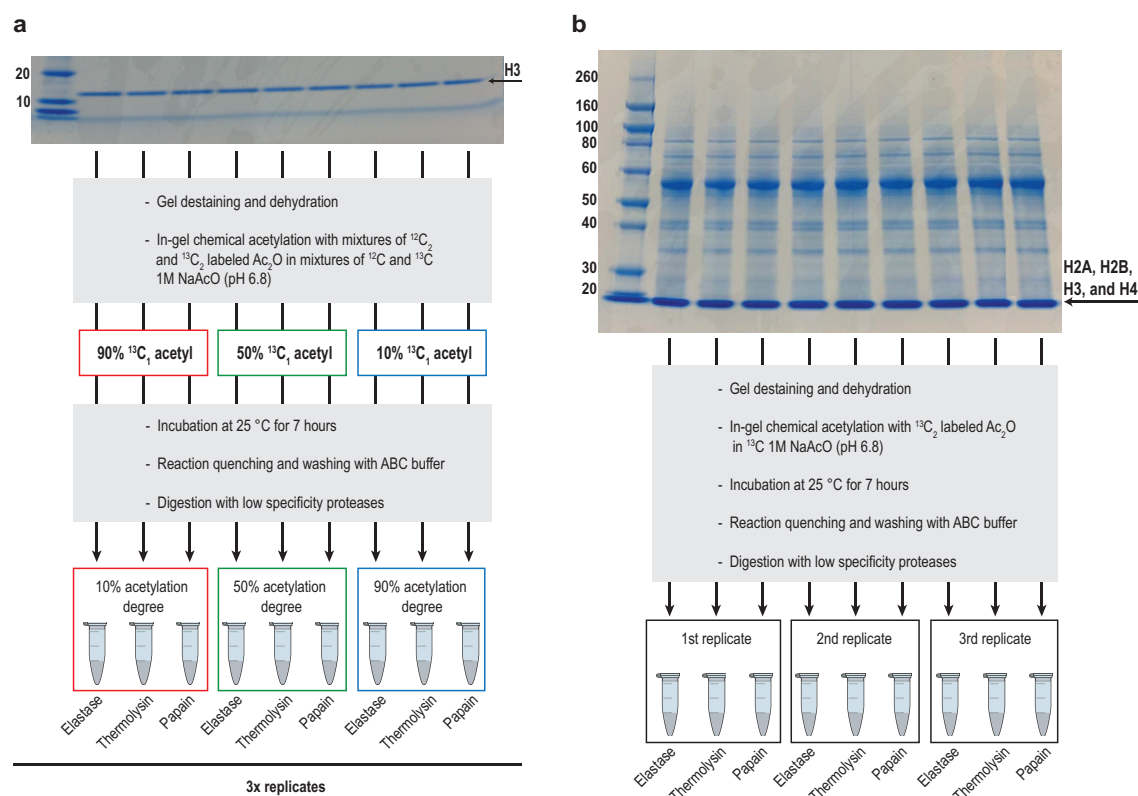 a
20
10
H3
- Gel destaining and dehydration
- In-gel chemical acetylation with mixtures of ¹²C₂
and ¹³C₂ labeled Ac₂O in mixtures of ¹²C and ¹³C
1M NaAcO (pH 6.8)
90% ¹³C₁ acetyl
50% ¹³C₁ acetyl
10% ¹³C₁ acetyl
- Incubation at 25 °C for 7 hours
- Reaction quenching and washing with ABC buffer
- Digestion with low specificity proteases
10% acetylation
degree
50% acetylation
degree
90% acetylation
degree
Elastase
Thermolysin
Papain
Elastase
Thermolysin
Papain
Elastase
Thermolysin
Papain
3x replicates
b
260
160
100
80
60
50
40
30
20
H2A, H2B,
H3, and H4
- Gel destaining and dehydration
- In-gel chemical acetylation with ¹³C₂ labeled Ac₂O
in ¹³C 1M NaAcO (pH 6.8)
- Incubation at 25 °C for 7 hours
- Reaction quenching and washing with ABC buffer
- Digestion with low specificity proteases
1st replicate
2nd replicate
3rd replicate
Elastase
Thermolysin
Papain
Elastase
Thermolysin
Papain
Elastase
Thermolysin
Papain